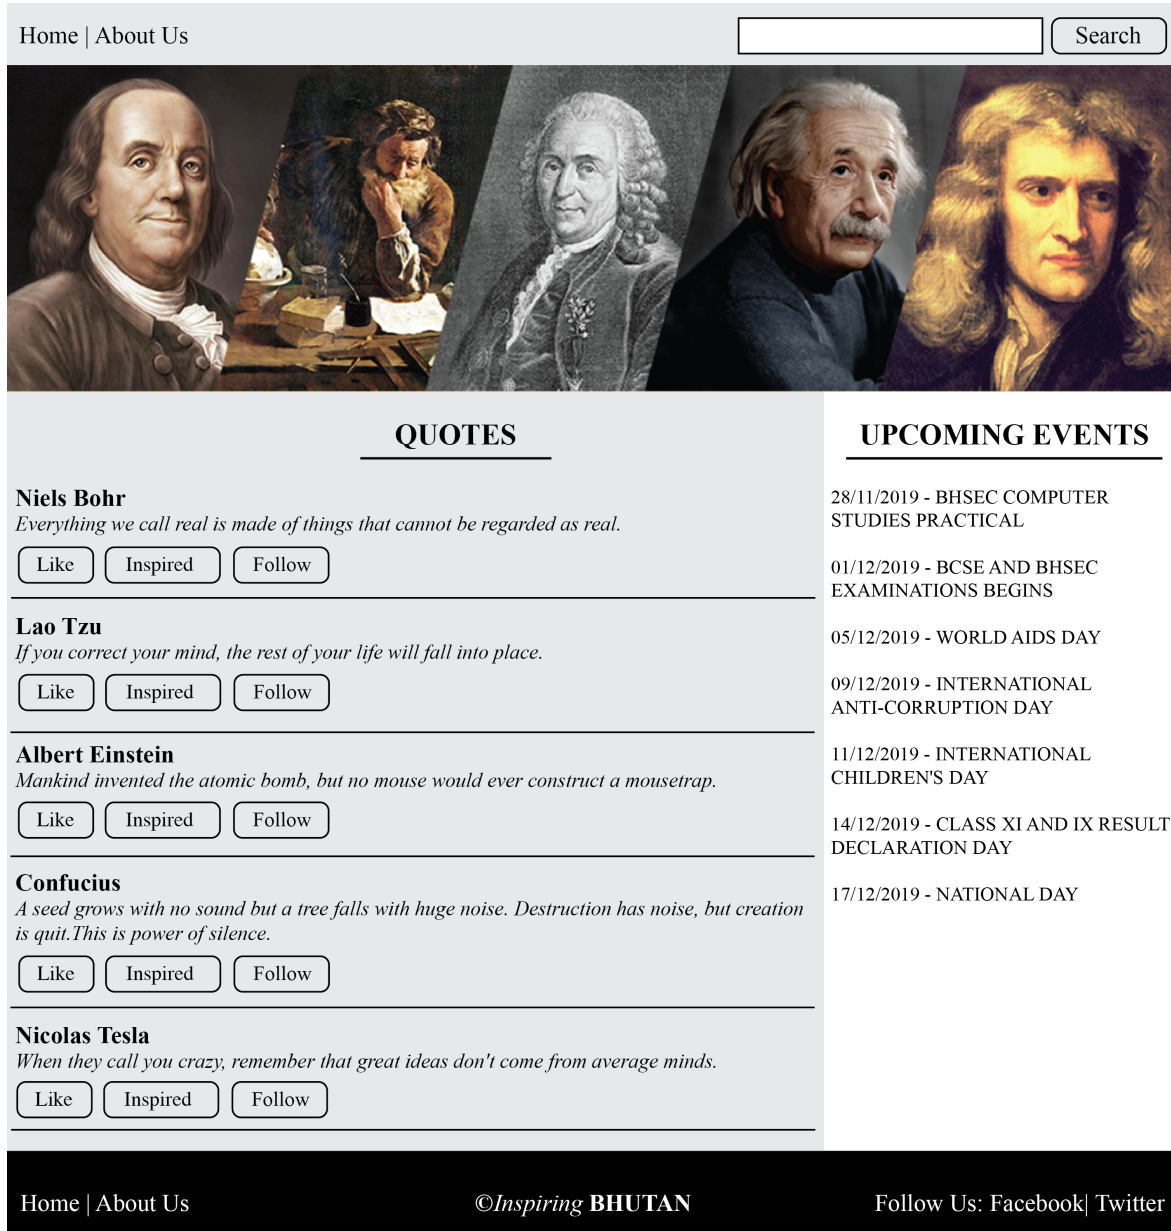 Home | About Us
Search
QUOTES
Niels Bohr
Everything we call real is made of things that cannot be regarded as real.
Like Inspired Follow
Lao Tzu
If you correct your mind, the rest of your life will fall into place.
Like Inspired Follow
Albert Einstein
Mankind invented the atomic bomb, but no mouse would ever construct a mousetrap.
Like Inspired Follow
Confucius
A seed grows with no sound but a tree falls with huge noise. Destruction has noise, but creation
is quit.This is power of silence.
Like Inspired Follow
Nicolas Tesla
When they call you crazy, remember that great ideas don't come from average minds.
Like Inspired Follow
UPCOMING EVENTS
28/11/2019 - BHSEC COMPUTER
STUDIES PRACTICAL
01/12/2019 - BCSE AND BHSEC
EXAMINATIONS BEGINS
05/12/2019 - WORLD AIDS DAY
09/12/2019 - INTERNATIONAL
ANTI-CORRUPTION DAY
11/12/2019 - INTERNATIONAL
CHILDREN'S DAY
14/12/2019 - CLASS XI AND IX RESULT
DECLARATION DAY
17/12/2019 - NATIONAL DAY
Home | About Us
©Inspiring BHUTAN
Follow Us: Facebook| Twitter